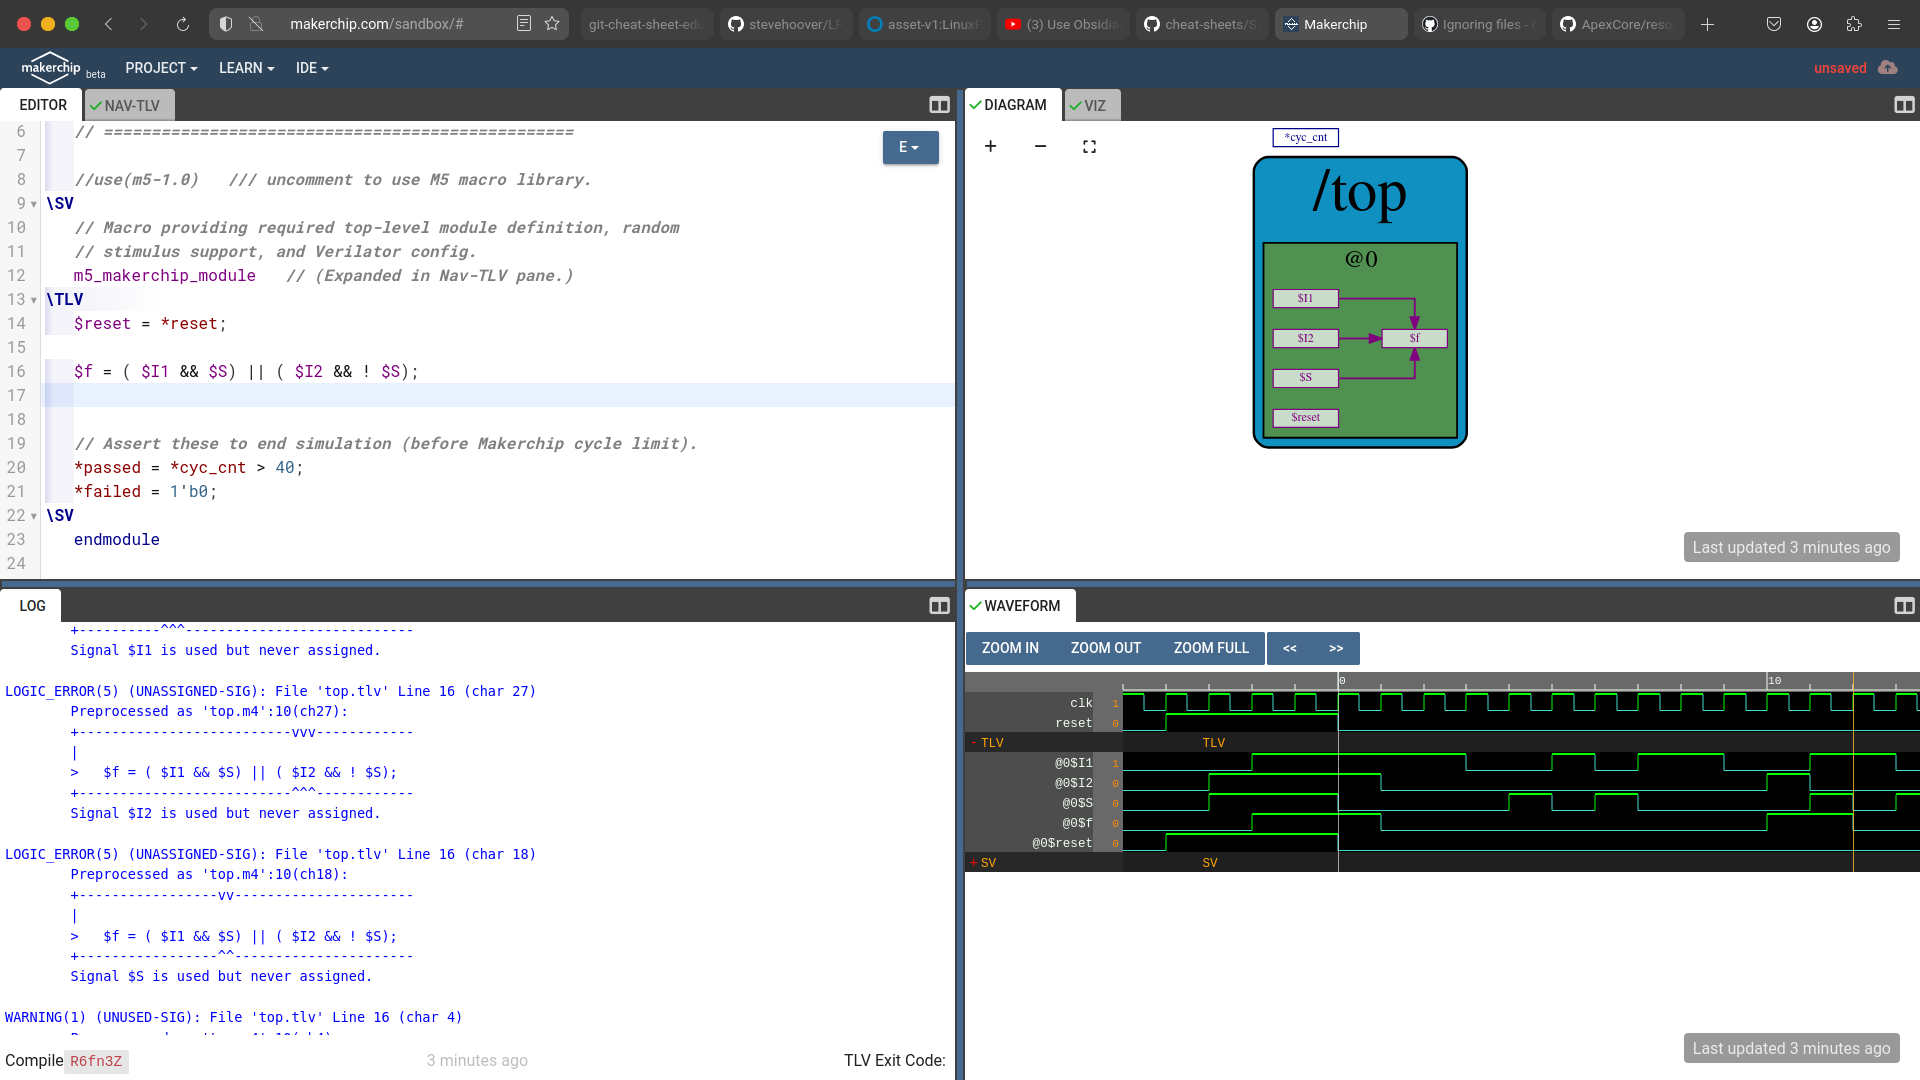 makerchip.com/sandbox/#
git-cheat-sheet-edu
stevehoover/LF
asset-v1:LinuxF
(3) Use Obsidia
cheat-sheets/S
Makerchip
Ignoring files -
ApexCore/reso
makerchip beta PROJECT LEARN IDE unsaved
EDITOR NAV-TLV
6 // =================================================
7
8 //use(m5-1.0) /// uncomment to use M5 macro library.
9 \SV
10 // Macro providing required top-level module definition, random
11 // stimulus support, and Verilator config.
12 m5_makerchip_module // (Expanded in Nav-TLV pane.)
13 \TLV
14 $reset = *reset;
15
16 $f = ( $I1 && $S) || ( $I2 && ! $S);
17
18
19 // Assert these to end simulation (before Makerchip cycle limit).
20 *passed = *cyc_cnt > 40;
21 *failed = 1'b0;
22 \SV
23 endmodule
24
E
DIAGRAM VIZ
+ −
*cyc_cnt
/top
@0
$I1
$I2 $f
$S
$reset
Last updated 3 minutes ago
LOG
+----------^^^----------------------------
Signal $I1 is used but never assigned.
LOGIC_ERROR(5) (UNASSIGNED-SIG): File 'top.tlv' Line 16 (char 27)
Preprocessed as 'top.m4':10(ch27):
+--------------------------vvv------------
|
> $f = ( $I1 && $S) || ( $I2 && ! $S);
+--------------------------^^^------------
Signal $I2 is used but never assigned.
LOGIC_ERROR(5) (UNASSIGNED-SIG): File 'top.tlv' Line 16 (char 18)
Preprocessed as 'top.m4':10(ch18):
+-----------------vv----------------------
|
> $f = ( $I1 && $S) || ( $I2 && ! $S);
+-----------------^^----------------------
Signal $S is used but never assigned.
WARNING(1) (UNUSED-SIG): File 'top.tlv' Line 16 (char 4)
Compile R6fn3Z 3 minutes ago TLV Exit Code:
WAVEFORM
ZOOM IN ZOOM OUT ZOOM FULL << >>
0 10
clk 1
reset 0
- TLV TLV
@0$I1 1
@0$I2 0
@0$S 0
@0$f 0
@0$reset 0
+ SV SV
Last updated 3 minutes ago